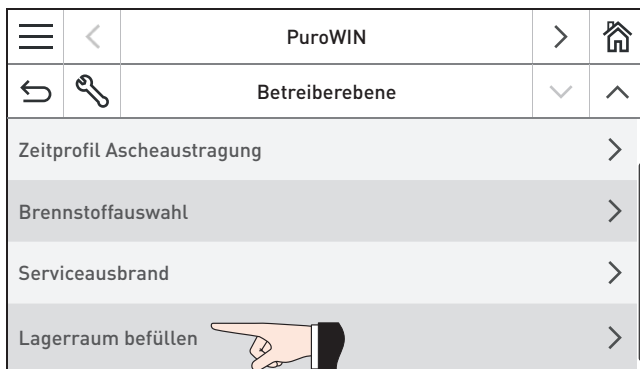 PuroWIN
Betreiberebene
Zeitprofil Ascheaustragung
Brennstoffauswahl
Serviceausbrand
Lagerraum befüllen